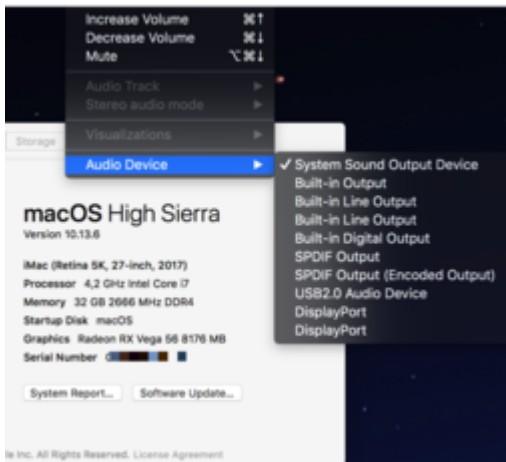 Increase Volume ⌘↑
Decrease Volume ⌘↓
Mute ⌥⌘↓
Audio Track
Stereo audio mode
Visualizations
Audio Device
✓ System Sound Output Device
Built-in Output
Built-in Line Output
Built-in Line Output
Built-in Digital Output
SPDIF Output
SPDIF Output (Encoded Output)
USB2.0 Audio Device
DisplayPort
DisplayPort
Storage
macOS High Sierra
Version 10.13.6
iMac (Retina 5K, 27-inch, 2017)
Processor 4,2 GHz Intel Core i7
Memory 32 GB 2666 MHz DDR4
Startup Disk macOS
Graphics Radeon RX Vega 56 8176 MB
Serial Number
System Report...
Software Update...
Inc. All Rights Reserved. License Agreement